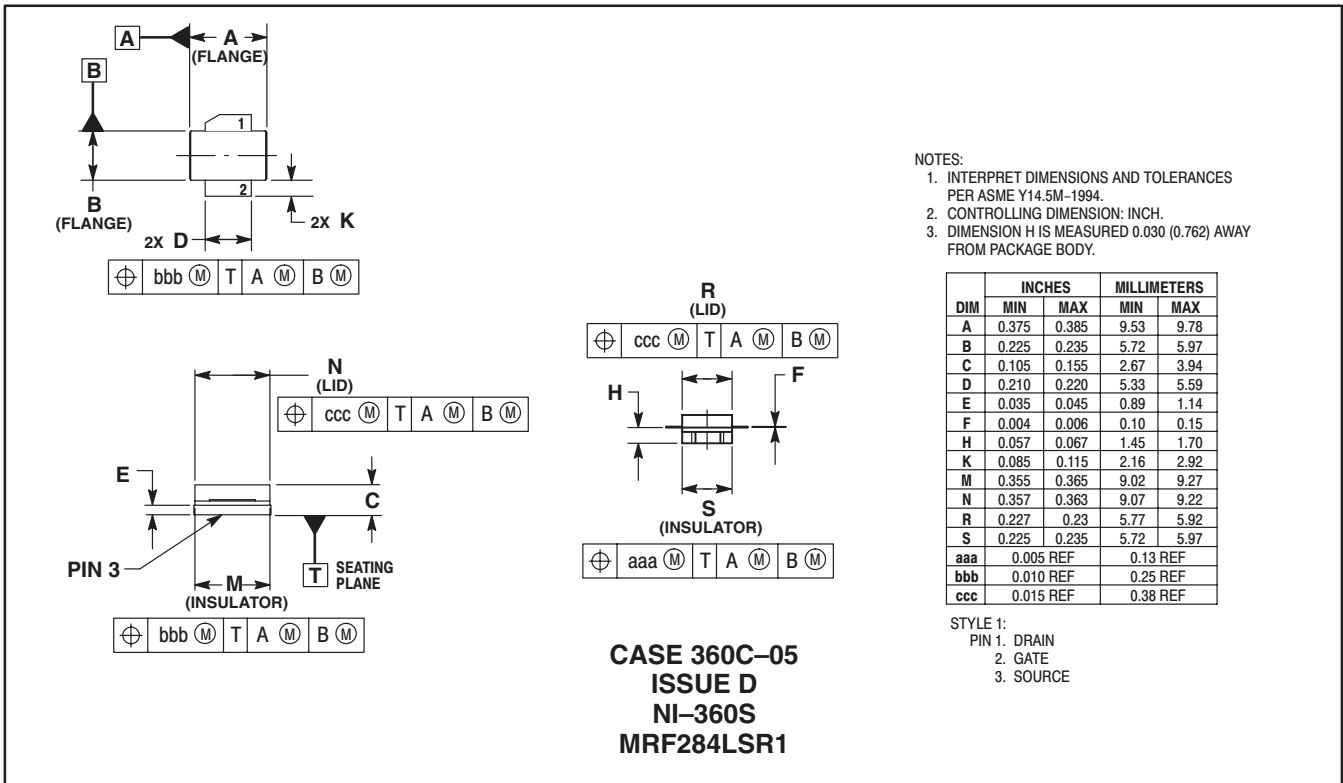 A
A
(FLANGE)
B
1
2
B
(FLANGE)
2X K
2X D
⌖ bbb Ⓜ T A Ⓜ B Ⓜ
N
(LID)
⌖ ccc Ⓜ T A Ⓜ B Ⓜ
E
C
PIN 3
M
(INSULATOR)
T SEATING
PLANE
⌖ bbb Ⓜ T A Ⓜ B Ⓜ
R
(LID)
⌖ ccc Ⓜ T A Ⓜ B Ⓜ
H
F
S
(INSULATOR)
⌖ aaa Ⓜ T A Ⓜ B Ⓜ
CASE 360C–05
ISSUE D
NI–360S
MRF284LSR1
NOTES:
1. INTERPRET DIMENSIONS AND TOLERANCES
PER ASME Y14.5M–1994.
2. CONTROLLING DIMENSION: INCH.
3. DIMENSION H IS MEASURED 0.030 (0.762) AWAY
FROM PACKAGE BODY.
INCHES MILLIMETERS
DIM MIN MAX MIN MAX
A 0.375 0.385 9.53 9.78
B 0.225 0.235 5.72 5.97
C 0.105 0.155 2.67 3.94
D 0.210 0.220 5.33 5.59
E 0.035 0.045 0.89 1.14
F 0.004 0.006 0.10 0.15
H 0.057 0.067 1.45 1.70
K 0.085 0.115 2.16 2.92
M 0.355 0.365 9.02 9.27
N 0.357 0.363 9.07 9.22
R 0.227 0.23 5.77 5.92
S 0.225 0.235 5.72 5.97
aaa 0.005 REF 0.13 REF
bbb 0.010 REF 0.25 REF
ccc 0.015 REF 0.38 REF
STYLE 1:
PIN 1. DRAIN
2. GATE
3. SOURCE